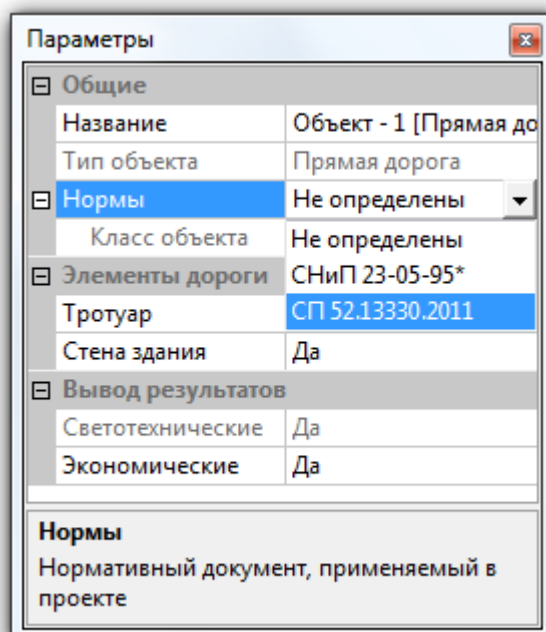 Параметры
Общие
Название Объект - 1 [Прямая до
Тип объекта Прямая дорога
Нормы Не определены
Класс объекта Не определены
Элементы дороги СНиП 23-05-95*
Тротуар СП 52.13330.2011
Стена здания Да
Вывод результатов
Светотехнические Да
Экономические Да
Нормы
Нормативный документ, применяемый в
проекте